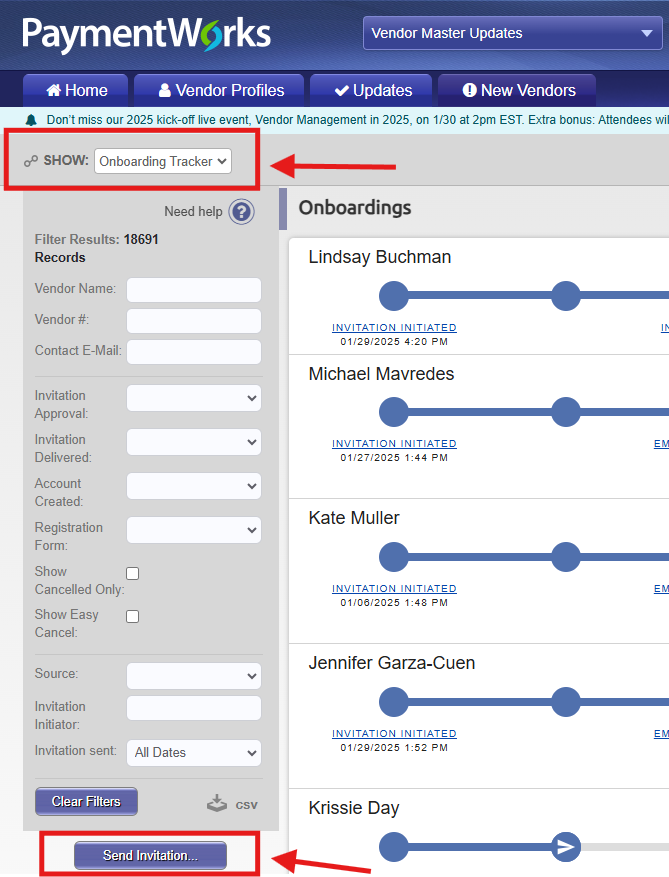 PaymentWorks
Vendor Master Updates
Home
Vendor Profiles
Updates
New Vendors
Don't miss our 2025 kick-off live event, Vendor Management in 2025, on 1/30 at 2pm EST. Extra bonus: Attendees wil
SHOW: Onboarding Tracker
Need help ?
Onboardings
Filter Results: 18691
Records
Vendor Name:
Vendor #:
Contact E-Mail:
Invitation
Approval:
Invitation
Delivered:
Account
Created:
Registration
Form:
Show
Cancelled Only:
Show Easy
Cancel:
Source:
Invitation
Initiator:
Invitation sent: All Dates
Clear Filters
csv
Send Invitation...
Lindsay Buchman
INVITATION INITIATED
IN
01/29/2025 4:20 PM
Michael Mavredes
INVITATION INITIATED
EM
01/27/2025 1:44 PM
Kate Muller
INVITATION INITIATED
EM
01/06/2025 1:48 PM
Jennifer Garza-Cuen
INVITATION INITIATED
EM
01/29/2025 1:52 PM
Krissie Day